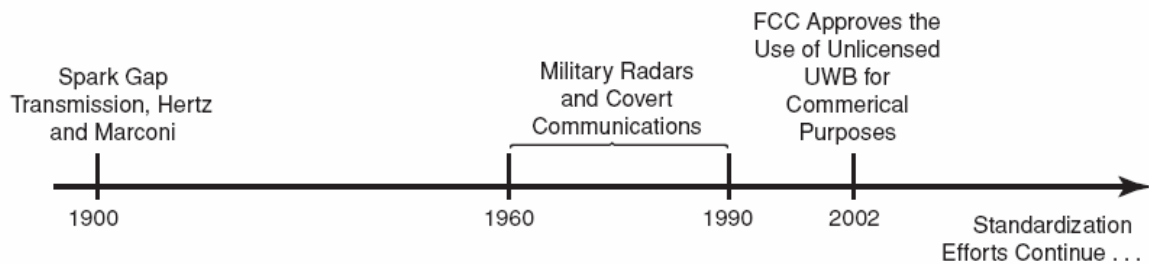 Spark Gap
Transmission, Hertz
and Marconi
Military Radars
and Covert
Communications
FCC Approves the
Use of Unlicensed
UWB for
Commerical
Purposes
1900
1960
1990
2002
Standardization
Efforts Continue . . .